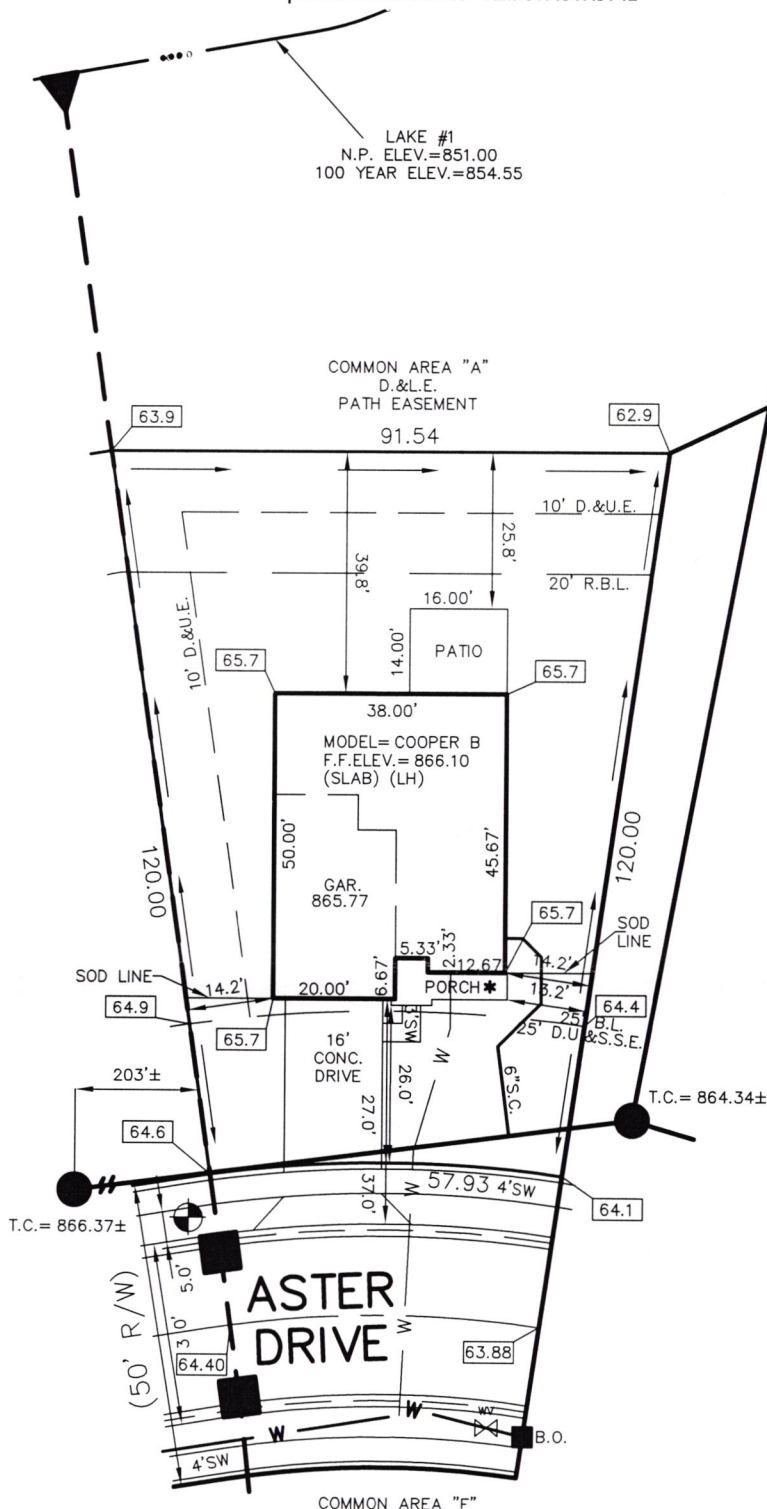 LAKE #1
N.P. ELEV.=851.00
100 YEAR ELEV.=854.55
COMMON AREA "A"
D.&L.E.
PATH EASEMENT
63.9
62.9
91.54
10' D.&U.E.
20' R.B.L.
39.8'
25.8'
10' D.&U.E.
16.00'
14.00'
PATIO
65.7
65.7
38.00'
MODEL= COOPER B
F.F.ELEV.= 866.10
(SLAB) (LH)
120.00
50.00'
45.67'
120.00
GAR.
865.77
65.7
SOD
LINE
5.33'
2.33'
12.67'
14.2'
SOD LINE
14.2'
20.00'
6.67'
PORCH *
13.2'
64.9
64.4
65.7
3'SW
25' B.L.
25' D.U.&S.S.E.
16'
CONC.
DRIVE
W
203'±
27.0'
26.0'
6"S.C.
T.C.= 864.34±
64.6
57.93
4'SW
W
37.0'
64.1
T.C.= 866.37±
5.0'
ASTER
DRIVE
(50' R/W)
64.40
W
63.88
W
W
WV
B.O.
4'SW
COMMON AREA "F"